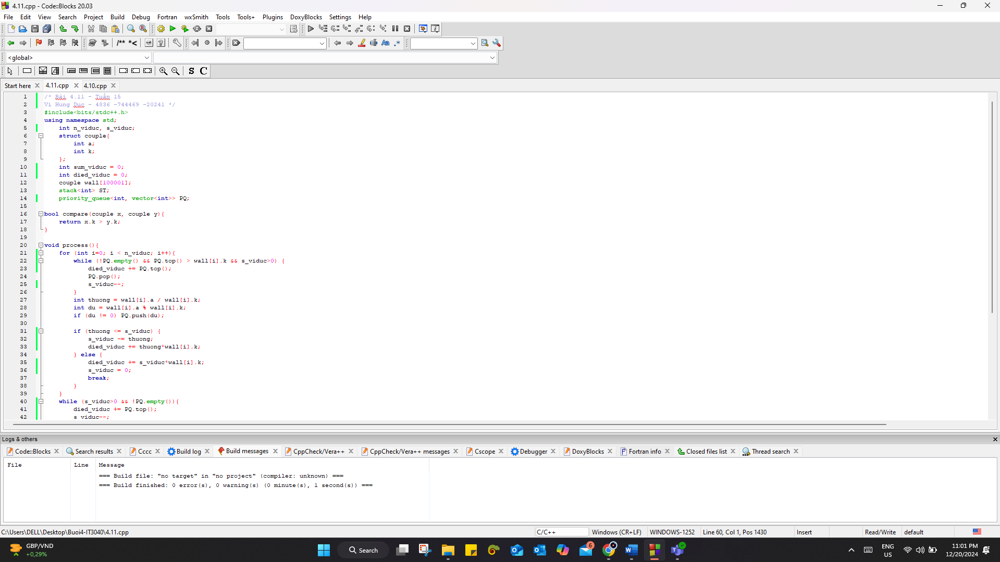 4.11.cpp - Code::Blocks 20.03
File Edit View Search Project Build Debug Fortran wxSmith Tools Tools+ Plugins DoxyBlocks Settings Help
/** *<
<global>
S C
Start here 4.11.cpp 4.10.cpp
1 /* Bài 4.11 - Tuần 15
2 Vi Hung Duc - 4836 -744469 -20241 */
3 #include<bits/stdc++.h>
4 using namespace std;
5 int n_viduc, s_viduc;
6 struct couple{
7 int a;
8 int k;
9 };
10 int sum_viduc = 0;
11 int died_viduc = 0;
12 couple wall[100001];
13 stack<int> ST;
14 priority_queue<int, vector<int>> PQ;
15
16 bool compare(couple x, couple y){
17 return x.k > y.k;
18 }
19
20 void process(){
21 for (int i=0; i < n_viduc; i++){
22 while (!PQ.empty() && PQ.top() > wall[i].k && s_viduc>0) {
23 died_viduc += PQ.top();
24 PQ.pop();
25 s_viduc--;
26 }
27 int thuong = wall[i].a / wall[i].k;
28 int du = wall[i].a % wall[i].k;
29 if (du != 0) PQ.push(du);
30
31 if (thuong <= s_viduc) {
32 s_viduc -= thuong;
33 died_viduc += thuong*wall[i].k;
34 } else {
35 died_viduc += s_viduc*wall[i].k;
36 s_viduc = 0;
37 break;
38 }
39 }
40 while (s_viduc>0 && !PQ.empty()){
41 died_viduc += PQ.top();
42 s_viduc--;
Logs & others
Code::Blocks Search results Cccc Build log Build messages CppCheck/Vera++ CppCheck/Vera++ messages Cscope Debugger DoxyBlocks Fortran info Closed files list Thread search
File Line Message
=== Build file: "no target" in "no project" (compiler: unknown) ===
=== Build finished: 0 error(s), 0 warning(s) (0 minute(s), 1 second(s)) ===
C:\Users\DELL\Desktop\Buoi4-IT3040\4.11.cpp C/C++ Windows (CR+LF) WINDOWS-1252 Line 60, Col 1, Pos 1430 Insert Read/Write default
GBP/VND
+0,29%
Search
6
ENG
US
11:01 PM
12/20/2024